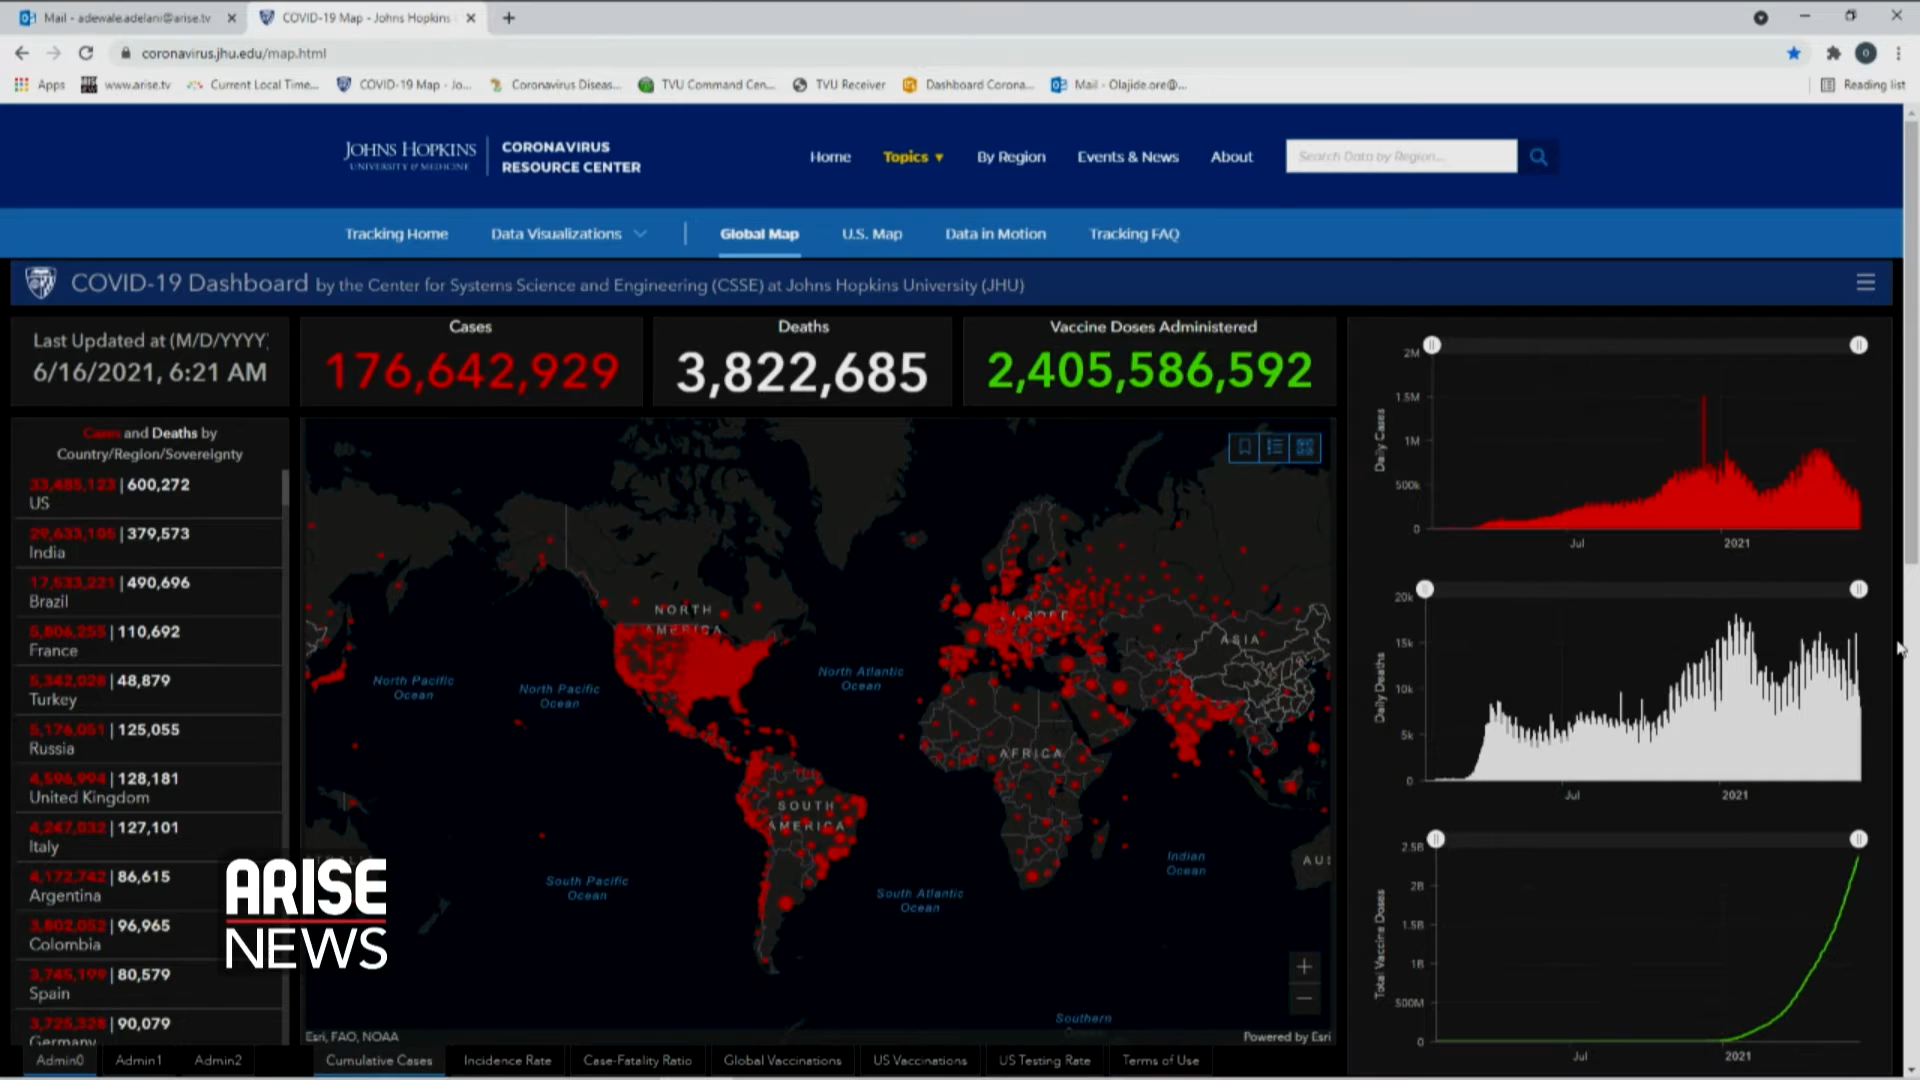 Mail - adewale.adelani@arise.tv
COVID-19 Map - Johns Hopkins
coronavirus.jhu.edu/map.html
Apps
www.arise.tv
Current Local Time...
COVID-19 Map - Jo...
Coronavirus Diseas...
TVU Command Cen...
TVU Receiver
Dashboard Corona...
Mail - Olajide.ore@...
Reading list
JOHNS HOPKINS
UNIVERSITY & MEDICINE
CORONAVIRUS
RESOURCE CENTER
Home
Topics
By Region
Events & News
About
Search Data by Region...
Tracking Home
Data Visualizations
Global Map
U.S. Map
Data in Motion
Tracking FAQ
COVID-19 Dashboard by the Center for Systems Science and Engineering (CSSE) at Johns Hopkins University (JHU)
Last Updated at (M/D/YYYY)
6/16/2021, 6:21 AM
Cases
176,642,929
Deaths
3,822,685
Vaccine Doses Administered
2,405,586,592
Cases and Deaths by
Country/Region/Sovereignty
33,485,123 | 600,272
US
| 379,573
India
17,533,221 | 490,696
Brazil
| 110,692
France
| 48,879
Turkey
| 125,055
Russia
| 128,181
United Kingdom
| 127,101
Italy
| 86,615
Argentina
| 96,965
Colombia
| 80,579
Spain
| 90,079
Germany
ARISE
NEWS
NORTH
AMERICA
EUROPE
ASIA
AFRICA
SOUTH
AMERICA
AUS
North Pacific
Ocean
North Pacific
Ocean
North Atlantic
Ocean
South Pacific
Ocean
South Atlantic
Ocean
Indian
Ocean
Southern
Esri, FAO, NOAA
Powered by Esri
Daily Cases
2M
1.5M
1M
500k
0
Jul
2021
Daily Deaths
20k
15k
10k
5k
0
Jul
2021
Total Vaccine Doses
2.5B
2B
1.5B
1B
500M
0
Jul
2021
Admin0
Admin1
Admin2
Cumulative Cases
Incidence Rate
Case-Fatality Ratio
Global Vaccinations
US Vaccinations
US Testing Rate
Terms of Use